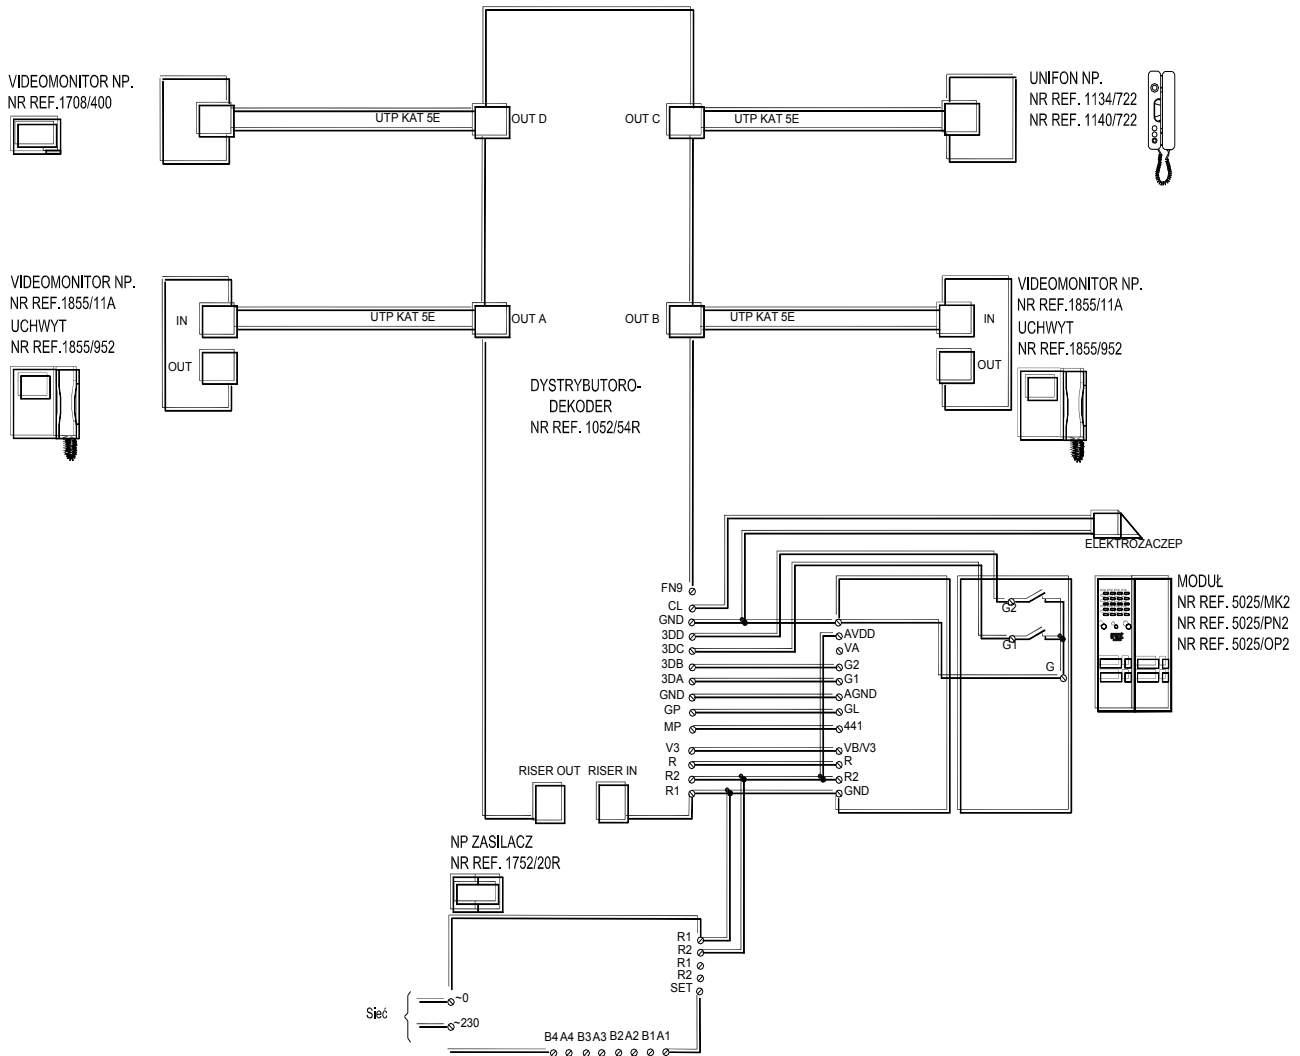 VIDEOMONITOR NP.
NR REF.1708/400
UTP KAT 5E
OUT D
OUT C
UTP KAT 5E
UNIFON NP.
NR REF. 1134/722
NR REF. 1140/722
VIDEOMONITOR NP.
NR REF.1855/11A
UCHWYT
NR REF.1855/952
IN
OUT
UTP KAT 5E
OUT A
OUT B
UTP KAT 5E
IN
OUT
VIDEOMONITOR NP.
NR REF.1855/11A
UCHWYT
NR REF.1855/952
DYSTRYBUTORO-
DEKODER
NR REF. 1052/54R
ELEKTROZACZEP
FN9
CL
GND
3DD
3DC
3DB
3DA
GND
GP
MP
V3
R
R2
R1
AVDD
VA
G2
G1
AGND
GL
441
VB/V3
R
R2
GND
G2
G1
G
MODUŁ
NR REF. 5025/MK2
NR REF. 5025/PN2
NR REF. 5025/OP2
RISER OUT
RISER IN
NP ZASILACZ
NR REF. 1752/20R
R1
R2
R1
R2
SET
Sieć
~0
~230
B4 A4 B3 A3 B2 A2 B1 A1